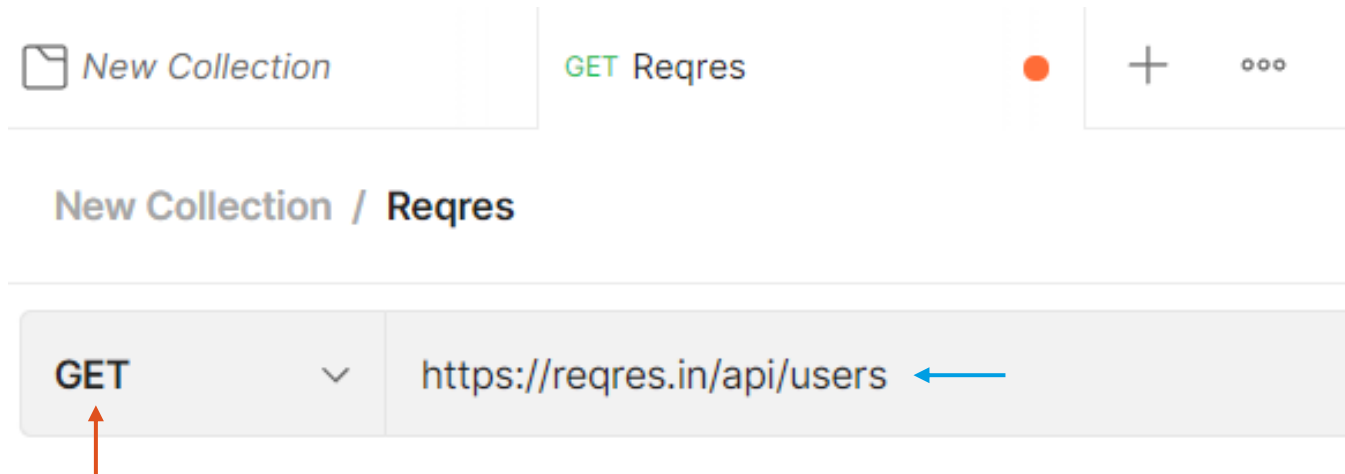 New Collection
GET Reqres
New Collection / Reqres
GET
https://reqres.in/api/users